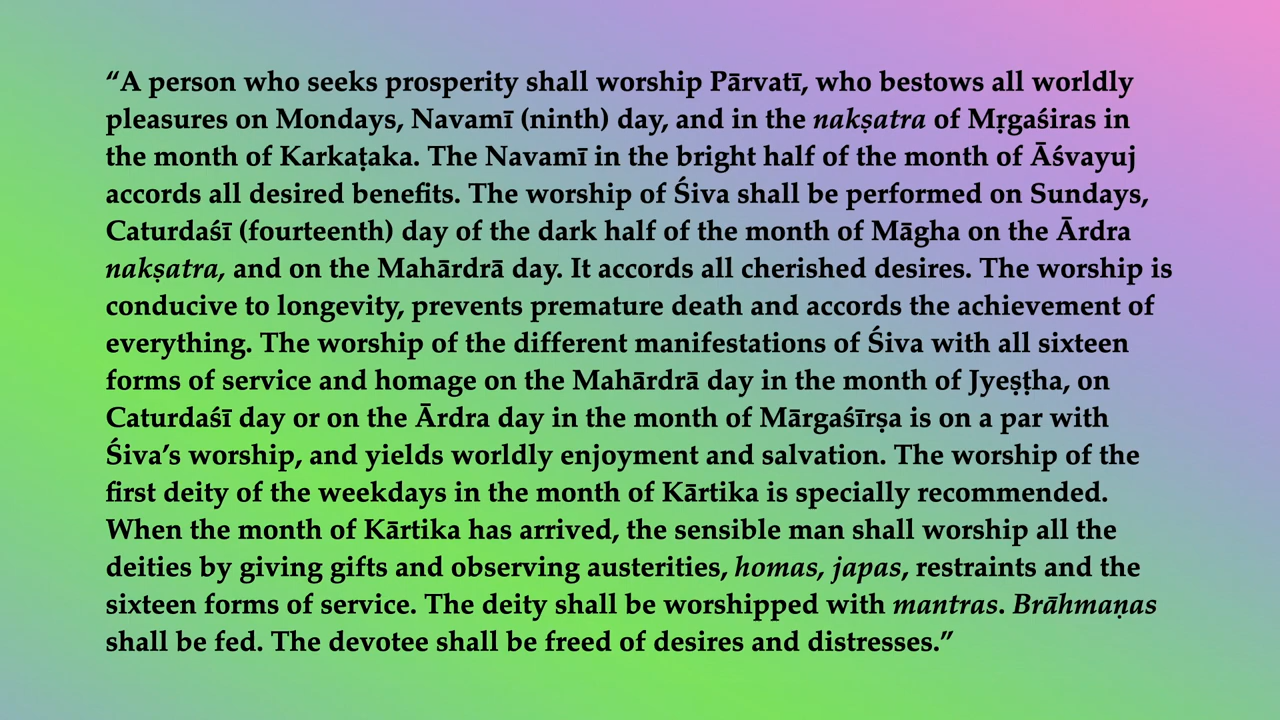 “A person who seeks prosperity shall worship Pārvatī, who bestows all worldly
pleasures on Mondays, Navamī (ninth) day, and in the nakṣatra of Mṛgaśiras in
the month of Karkaṭaka. The Navamī in the bright half of the month of Āśvayuj
accords all desired benefits. The worship of Śiva shall be performed on Sundays,
Caturdaśī (fourteenth) day of the dark half of the month of Māgha on the Ārdra
nakṣatra, and on the Mahārdrā day. It accords all cherished desires. The worship is
conducive to longevity, prevents premature death and accords the achievement of
everything. The worship of the different manifestations of Śiva with all sixteen
forms of service and homage on the Mahārdrā day in the month of Jyeṣṭha, on
Caturdaśī day or on the Ārdra day in the month of Mārgaśīrṣa is on a par with
Śiva’s worship, and yields worldly enjoyment and salvation. The worship of the
first deity of the weekdays in the month of Kārtika is specially recommended.
When the month of Kārtika has arrived, the sensible man shall worship all the
deities by giving gifts and observing austerities, homas, japas, restraints and the
sixteen forms of service. The deity shall be worshipped with mantras. Brāhmaṇas
shall be fed. The devotee shall be freed of desires and distresses.”